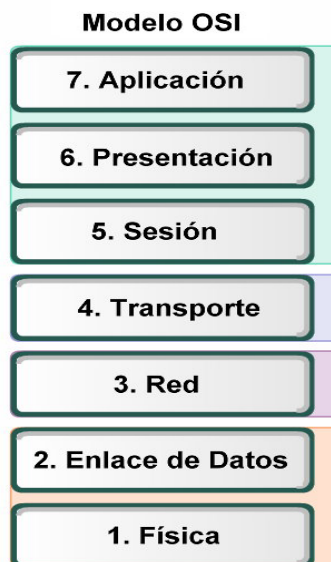 Modelo OSI
7. Aplicación
6. Presentación
5. Sesión
4. Transporte
3. Red
2. Enlace de Datos
1. Física